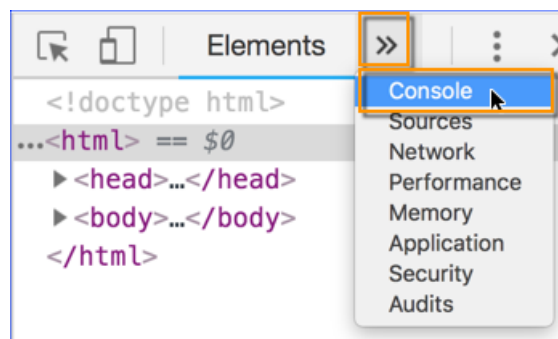 Elements »
<!doctype html>
...<html> == $0
▶<head>…</head>
▶<body>…</body>
</html>
Console
Sources
Network
Performance
Memory
Application
Security
Audits